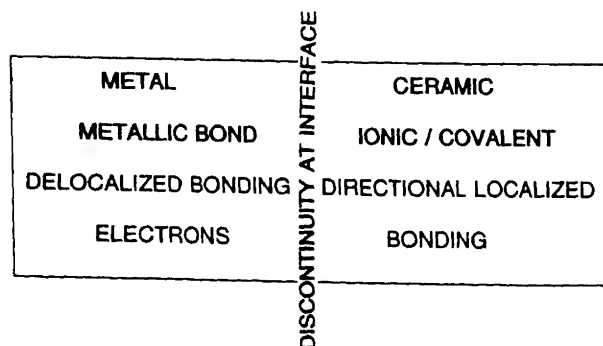 METAL
METALLIC BOND
DELOCALIZED BONDING
ELECTRONS
DISCONTINUITY AT INTERFACE
CERAMIC
IONIC / COVALENT
DIRECTIONAL LOCALIZED
BONDING